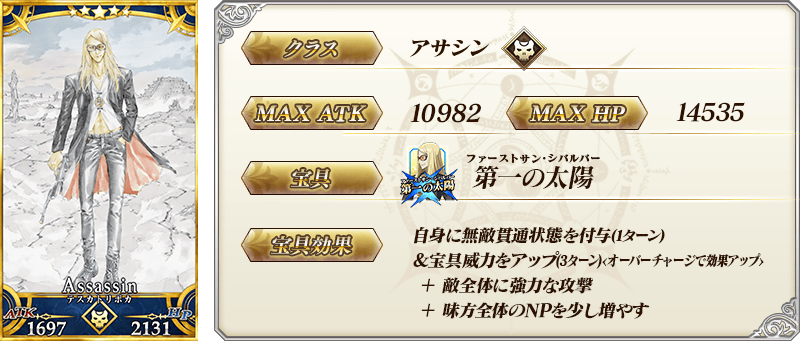 Assassin
テスカトリポカ
ATK
1697
2131
HP
クラス
アサシン
MAX ATK
10982
MAX HP
14535
宝具
第一の太陽
ファーストサン・シバルバー
第一の太陽
宝具効果
自身に無敵貫通状態を付与(1ターン)
&宝具威力をアップ(3ターン)<オーバーチャージで効果アップ>
+ 敵全体に強力な攻撃
+ 味方全体のNPを少し増やす